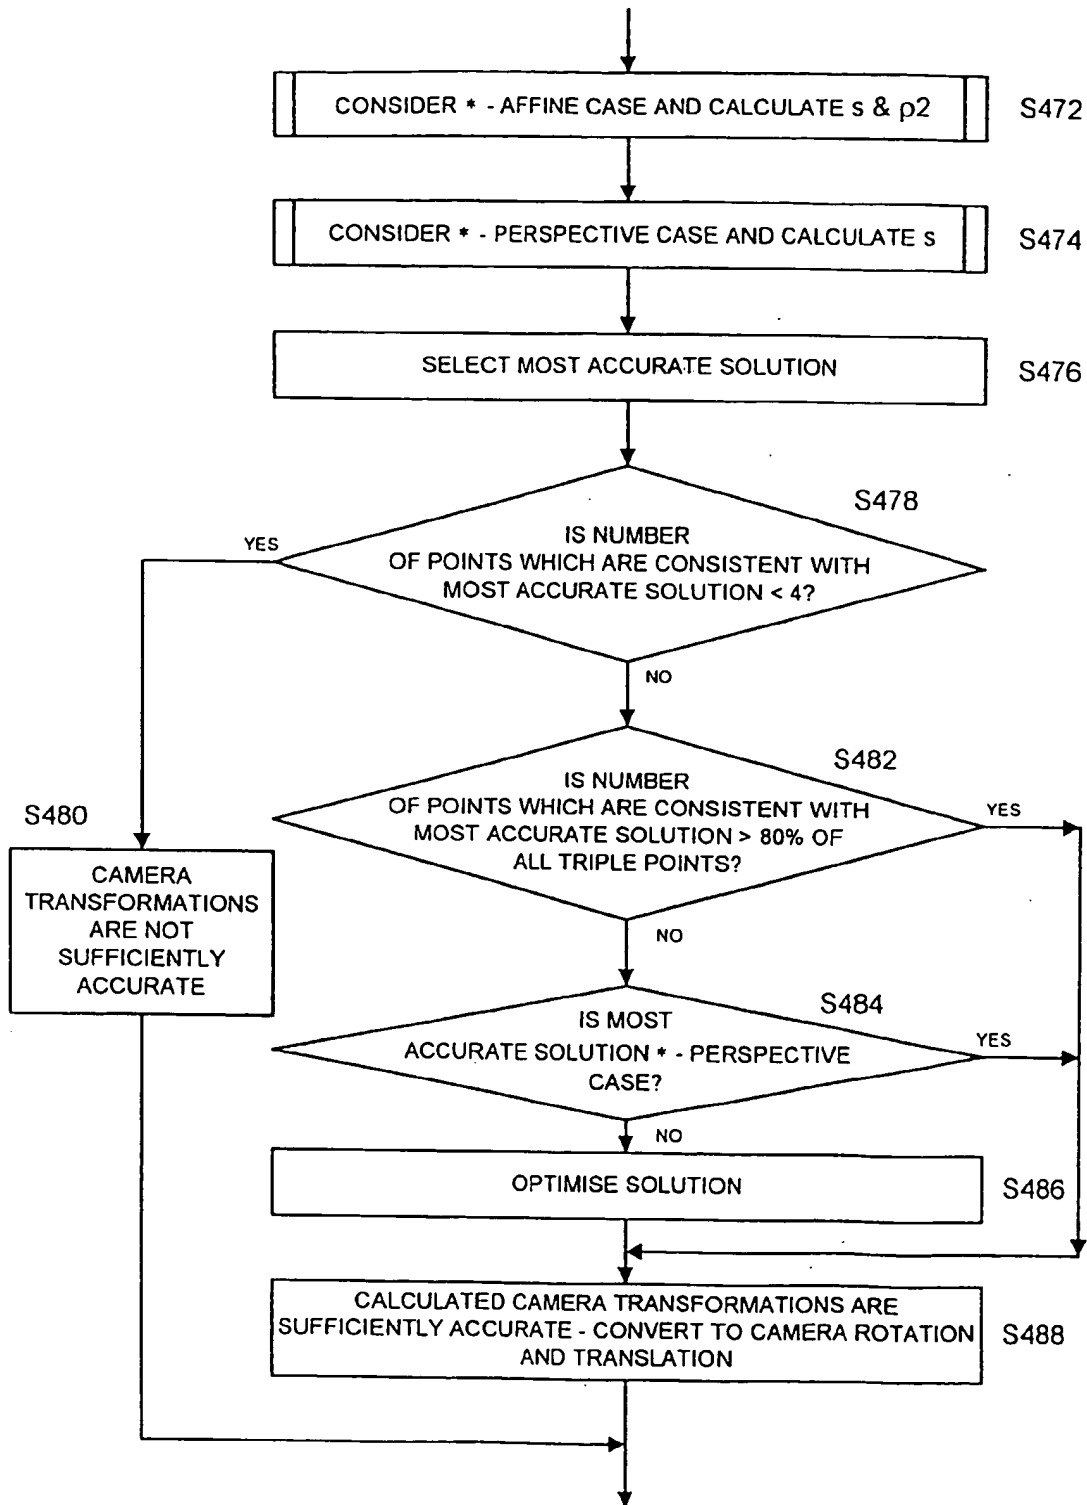 CONSIDER * - AFFINE CASE AND CALCULATE s & ρ2
S472
CONSIDER * - PERSPECTIVE CASE AND CALCULATE s
S474
SELECT MOST ACCURATE SOLUTION
S476
S478
IS NUMBER
OF POINTS WHICH ARE CONSISTENT WITH
MOST ACCURATE SOLUTION < 4?
YES
NO
S482
IS NUMBER
OF POINTS WHICH ARE CONSISTENT WITH
MOST ACCURATE SOLUTION > 80% OF
ALL TRIPLE POINTS?
YES
NO
S480
CAMERA
TRANSFORMATIONS
ARE NOT
SUFFICIENTLY
ACCURATE
S484
IS MOST
ACCURATE SOLUTION * - PERSPECTIVE
CASE?
YES
NO
OPTIMISE SOLUTION
S486
CALCULATED CAMERA TRANSFORMATIONS ARE
SUFFICIENTLY ACCURATE - CONVERT TO CAMERA ROTATION
AND TRANSLATION
S488